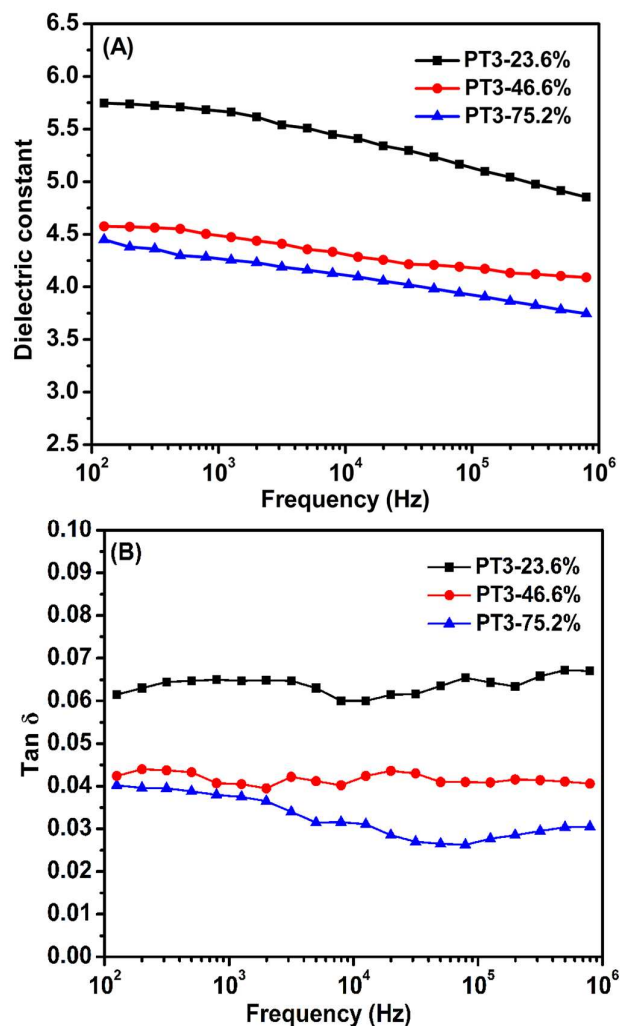 (A)
PT3-23.6%
PT3-46.6%
PT3-75.2%
6.5
6.0
5.5
5.0
4.5
4.0
3.5
3.0
2.5
Dielectric constant
10² 10³ 10⁴ 10⁵ 10⁶
Frequency (Hz)
(B)
PT3-23.6%
PT3-46.6%
PT3-75.2%
0.10
0.09
0.08
0.07
0.06
0.05
0.04
0.03
0.02
0.01
0.00
Tan δ
10² 10³ 10⁴ 10⁵ 10⁶
Frequency (Hz)